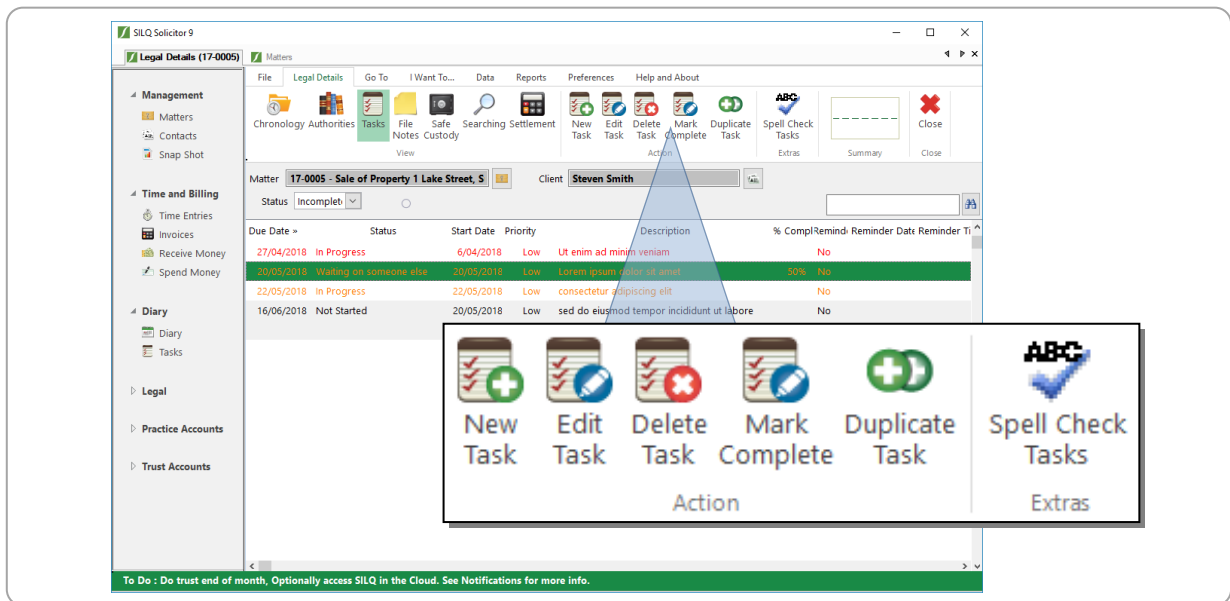 SILQ Solicitor 9
Legal Details (17-0005) Matters
File Legal Details Go To I Want To... Data Reports Preferences Help and About
Management
Matters
Contacts
Snap Shot
Time and Billing
Time Entries
Invoices
Receive Money
Spend Money
Diary
Diary
Tasks
Legal
Practice Accounts
Trust Accounts
Chronology Authorities Tasks File Notes Safe Custody Searching Settlement
View
New Task Edit Task Delete Task Mark Complete Duplicate Task
Action
ABC
Spell Check Tasks
Extras
Summary
Close
Close
Matter 17-0005 - Sale of Property 1 Lake Street, S Client Steven Smith
Status Incomplet
Due Date » Status Start Date Priority Description % Compl Remind Reminder Date Reminder Ti
27/04/2018 In Progress 6/04/2018 Low Ut enim ad minim veniam No
20/05/2018 Waiting on someone else 20/05/2018 Low Lorem ipsum dolor sit amet 50% No
22/05/2018 In Progress 22/05/2018 Low consectetur adipiscing elit No
16/06/2018 Not Started 20/05/2018 Low sed do eiusmod tempor incididunt ut labore No
ABC
New Edit Delete Mark Duplicate Spell Check
Task Task Task Complete Task Tasks
Action Extras
To Do : Do trust end of month, Optionally access SILQ in the Cloud. See Notifications for more info.